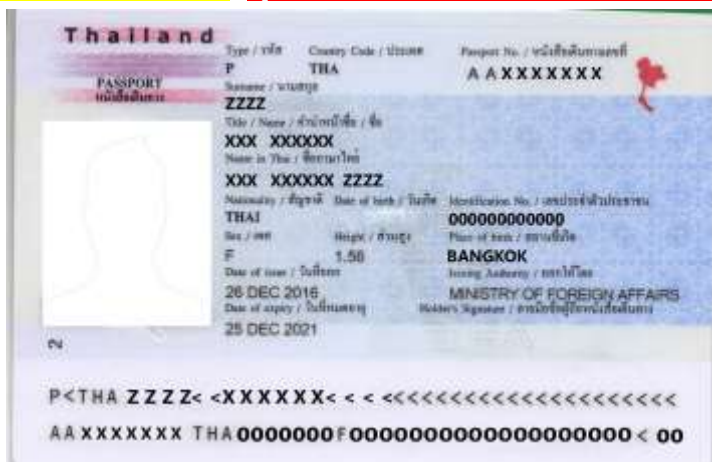 Thailand
Type / รหัส Country Code / ประเทศ Passport No. / หนังสือเดินทางเลขที่
P THA AAXXXXXXX
PASSPORT
หนังสือเดินทาง
Surname / นามสกุล
ZZZZ
Title / Name / คำนำหน้าชื่อ / ชื่อ
XXX XXXXXX
Name in Thai / ชื่อภาษาไทย
XXX XXXXXX ZZZZ
Nationality / สัญชาติ Date of birth / วันเกิด Identification No. / เลขประจำตัวประชาชน
THAI 000000000000
Sex / เพศ Height / ส่วนสูง Place of birth / สถานที่เกิด
F 1.56 BANGKOK
Date of issue / วันที่ออก Issuing Authority / ออกให้โดย
26 DEC 2016 MINISTRY OF FOREIGN AFFAIRS
Date of expiry / วันที่หมดอายุ Holder's Signature / ลายมือชื่อผู้ถือหนังสือเดินทาง
25 DEC 2021
2
P<THA ZZZZ< <XXXXXX< < < <<<<<<<<<<<<<<<<<<<<<<
AAXXXXXXX THA0000000F0000000000000000000< 00